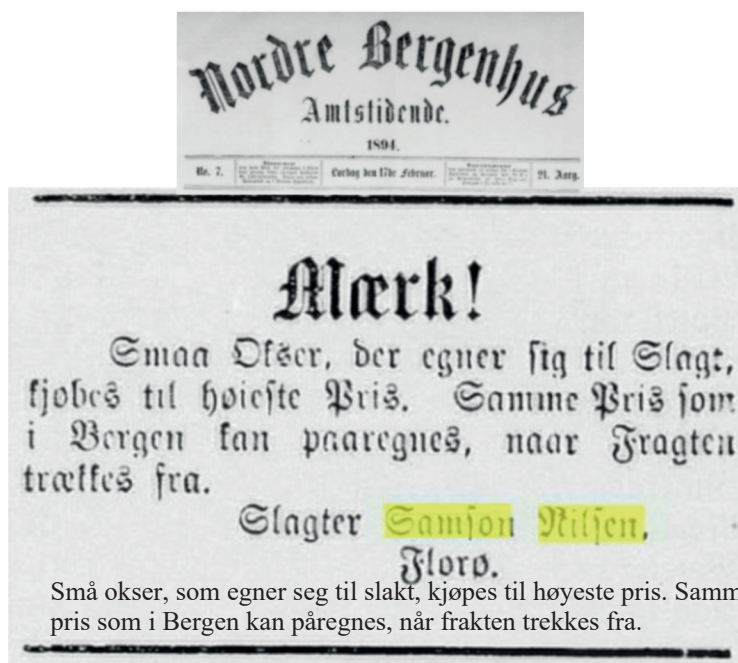 Nordre Bergenhus
Amtstidende.
1894.
No. 7.
Lørdag den 17de Februar.
21. Aarg.
Mærk!
Smaa Okser, der egner sig til Slagt,
kjøbes til høieste Pris. Samme Pris som
i Bergen kan paaregnes, naar Fragten
trækkes fra.
Slagter Samson Nilsen,
Florø.
Små okser, som egner seg til slakt, kjøpes til høyeste pris. Samm
pris som i Bergen kan påregnes, når frakten trekkes fra.